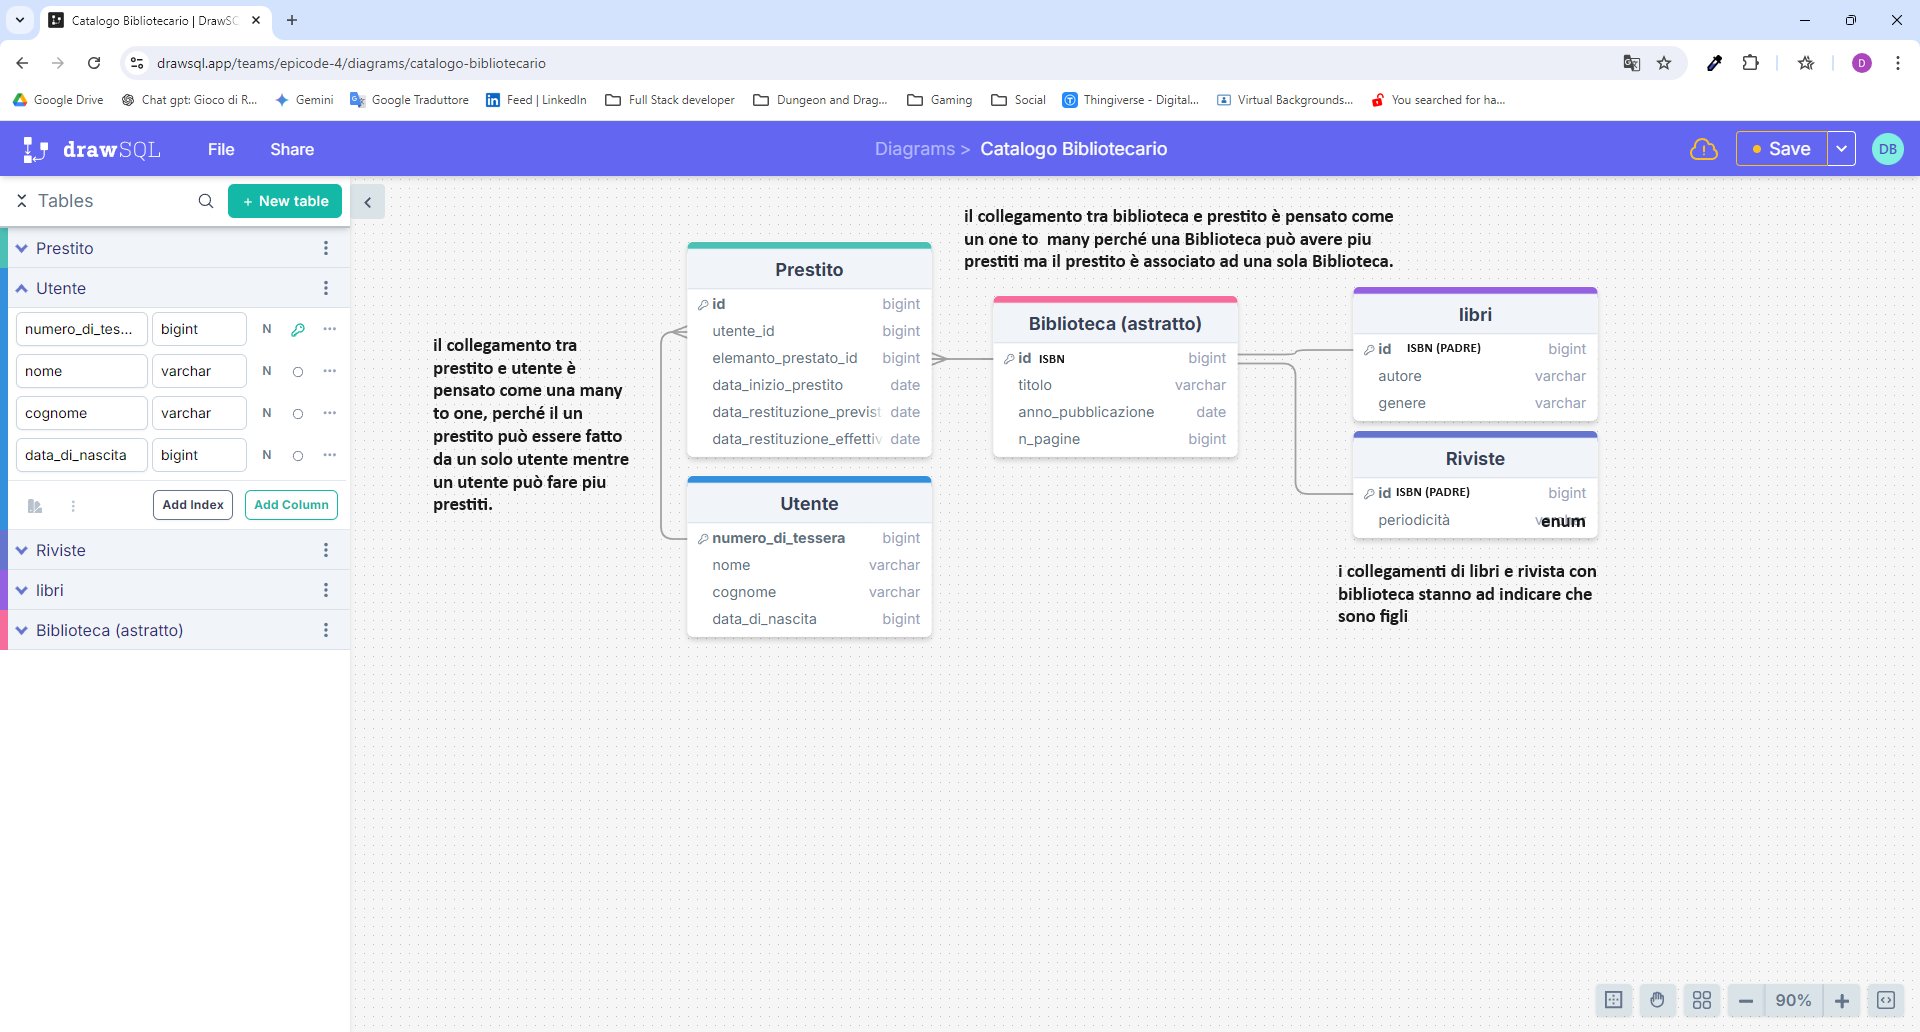 Catalogo Bibliotecario | DrawSQ
drawsql.app/teams/epicode-4/diagrams/catalogo-bibliotecario
D
Google Drive
Chat gpt: Gioco di R...
Gemini
Google Traduttore
Feed | LinkedIn
Full Stack developer
Dungeon and Drag...
Gaming
Social
Thingiverse - Digital...
Virtual Backgrounds...
You searched for ha...
drawSQL
File
Share
Diagrams > Catalogo Bibliotecario
Save
DB
Tables
+ New table
Prestito
Utente
numero_di_tes... bigint N
nome varchar N
cognome varchar N
data_di_nascita bigint N
Add Index
Add Column
Riviste
libri
Biblioteca (astratto)
il collegamento tra
prestito e utente è
pensato come una many
to one, perché il un
prestito può essere fatto
da un solo utente mentre
un utente può fare piu
prestiti.
Prestito
id bigint
utente_id bigint
elemanto_prestato_id bigint
data_inizio_prestito date
data_restituzione_previst date
data_restituzione_effettiv date
Utente
numero_di_tessera bigint
nome varchar
cognome varchar
data_di_nascita bigint
il collegamento tra biblioteca e prestito è pensato come
un one to  many perché una Biblioteca può avere piu
prestiti ma il prestito è associato ad una sola Biblioteca.
Biblioteca (astratto)
id ISBN bigint
titolo varchar
anno_pubblicazione date
n_pagine bigint
libri
id ISBN (PADRE) bigint
autore varchar
genere varchar
Riviste
id ISBN (PADRE) bigint
periodicità enum
i collegamenti di libri e rivista con
biblioteca stanno ad indicare che
sono figli
90%